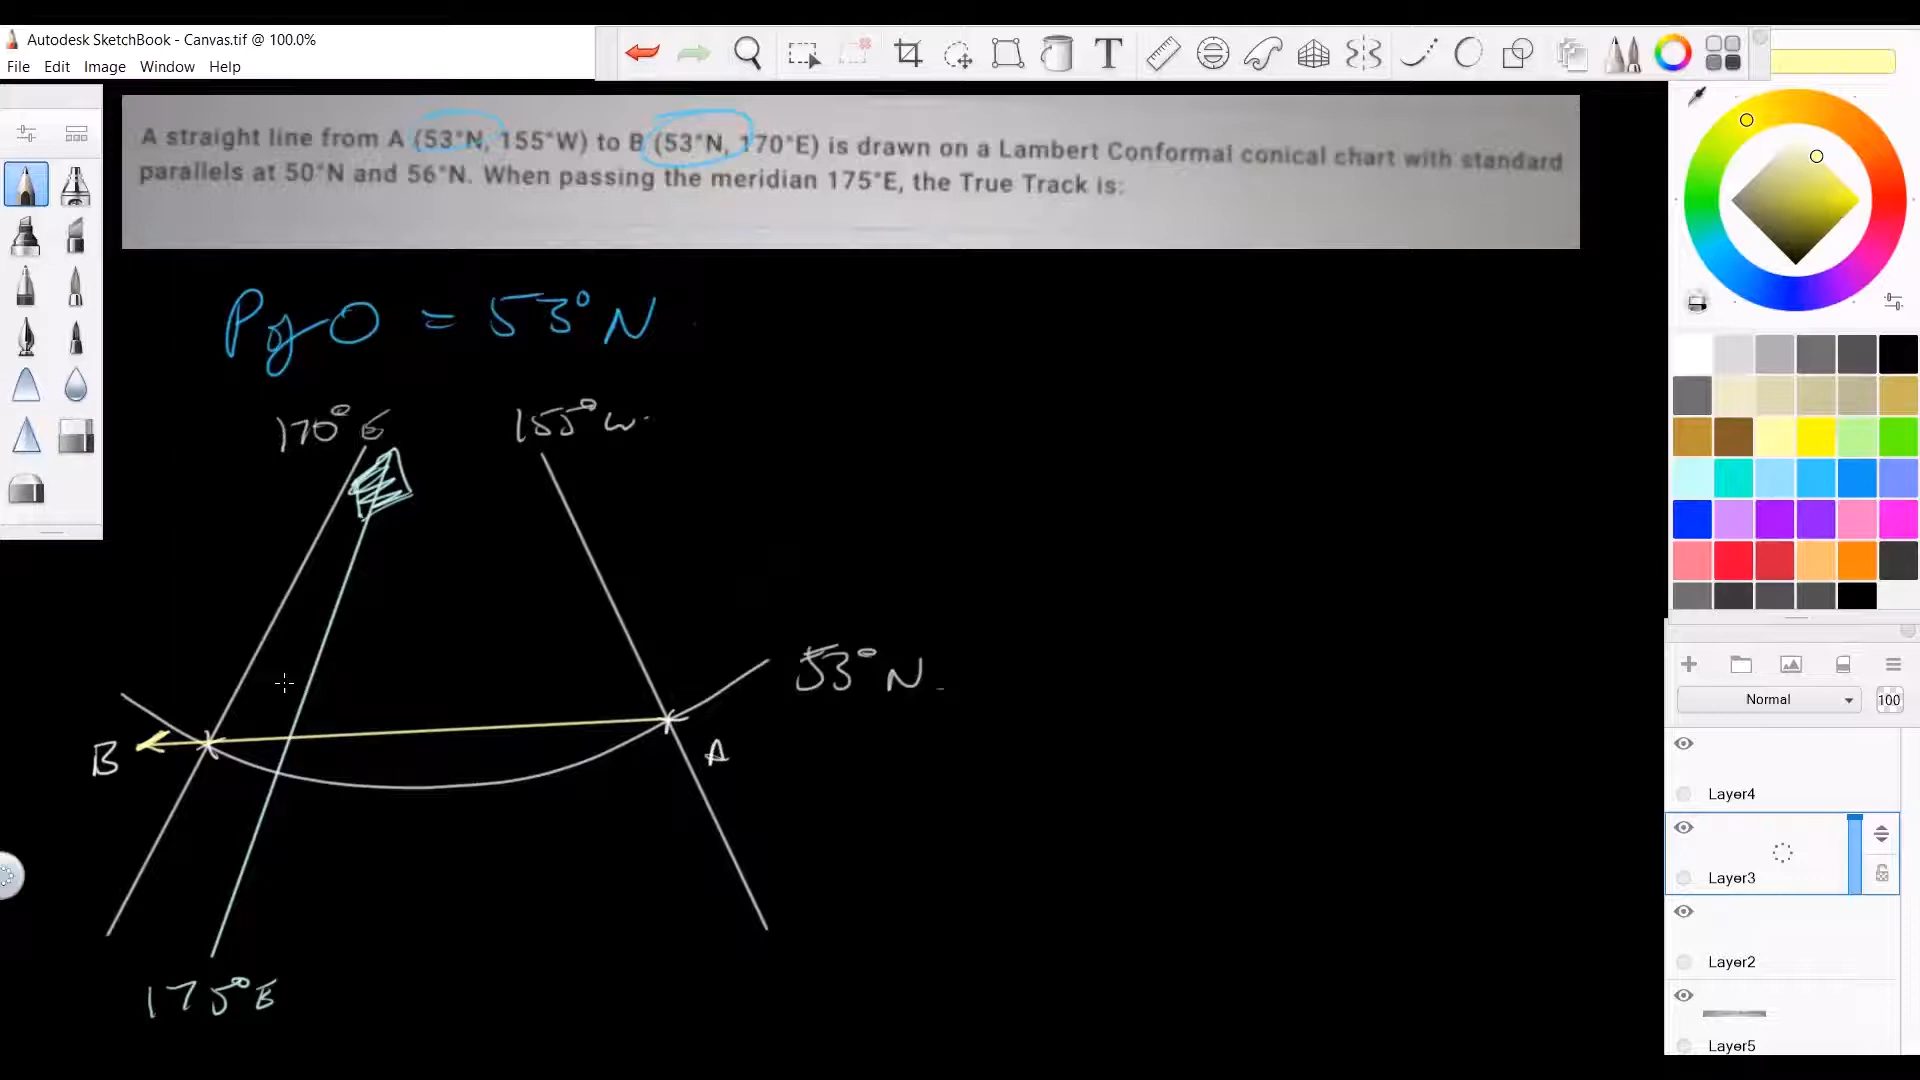 Autodesk SketchBook - Canvas.tif @ 100.0%
File Edit Image Window Help
A straight line from A (53°N, 155°W) to B (53°N, 170°E) is drawn on a Lambert Conformal conical chart with standard
parallels at 50°N and 56°N. When passing the meridian 175°E, the True Track is:
PofO = 53°N
170°E 155°W.
53°N.
B A
175°E
Normal 100
Layer4
Layer3
Layer2
Layer5